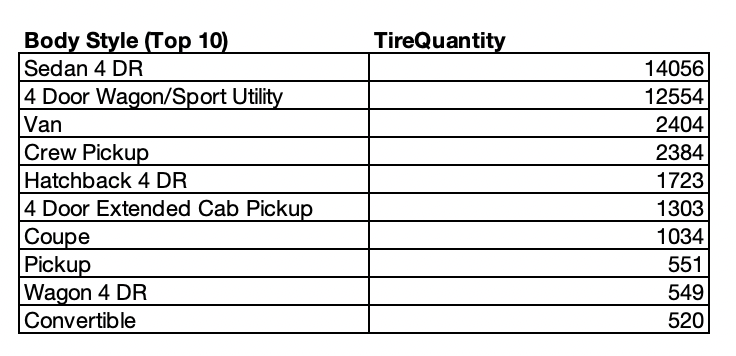 Body Style (Top 10) TireQuantity
Sedan 4 DR 14056
4 Door Wagon/Sport Utility 12554
Van 2404
Crew Pickup 2384
Hatchback 4 DR 1723
4 Door Extended Cab Pickup 1303
Coupe 1034
Pickup 551
Wagon 4 DR 549
Convertible 520